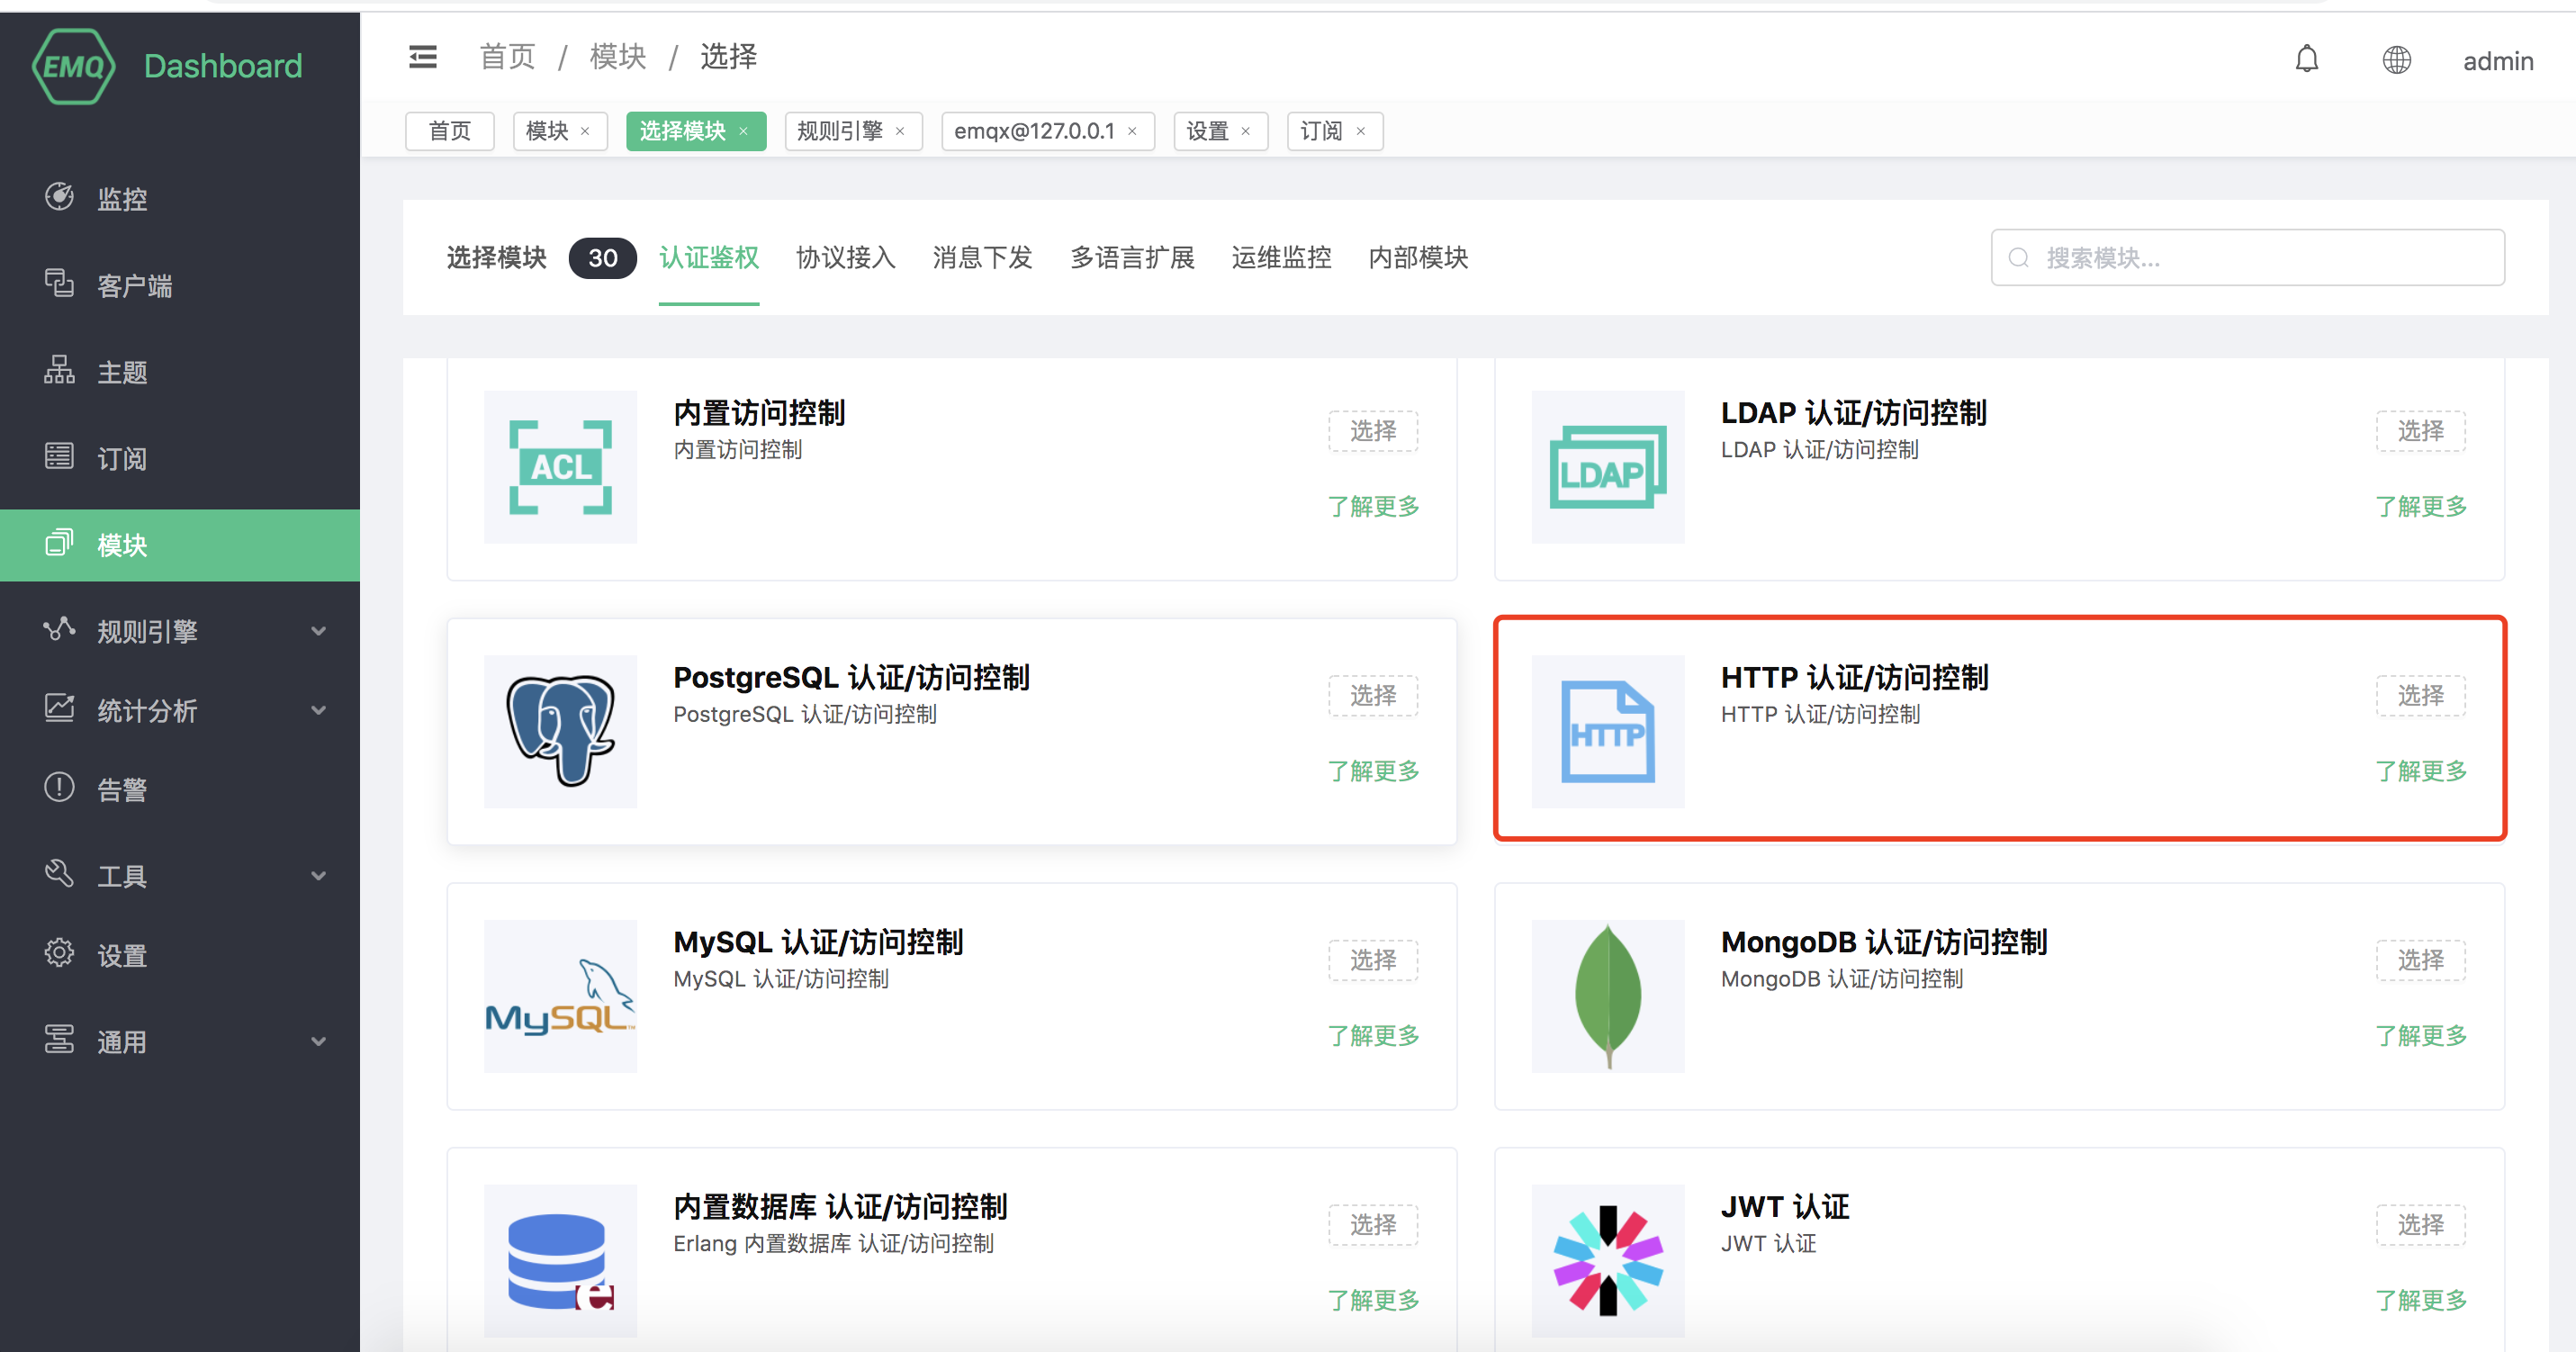 EMQ Dashboard
首页 / 模块 / 选择
admin
首页 模块 × 选择模块 × 规则引擎 × emqx@127.0.0.1 × 设置 × 订阅 ×
监控
客户端
主题
订阅
模块
规则引擎
统计分析
告警
工具
设置
通用
选择模块 30 认证鉴权 协议接入 消息下发 多语言扩展 运维监控 内部模块
搜索模块...
ACL
内置访问控制
内置访问控制
选择
了解更多
LDAP
LDAP 认证/访问控制
LDAP 认证/访问控制
选择
了解更多
PostgreSQL 认证/访问控制
PostgreSQL 认证/访问控制
选择
了解更多
HTTP
HTTP 认证/访问控制
HTTP 认证/访问控制
选择
了解更多
MySQL™
MySQL 认证/访问控制
MySQL 认证/访问控制
选择
了解更多
MongoDB 认证/访问控制
MongoDB 认证/访问控制
选择
了解更多
e
内置数据库 认证/访问控制
Erlang 内置数据库 认证/访问控制
选择
了解更多
JWT 认证
JWT 认证
选择
了解更多